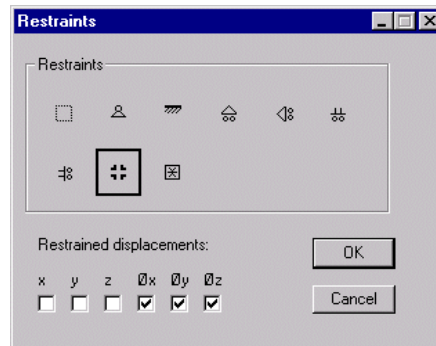 Restraints
Restraints
Restrained displacements:
x y z Øx Øy Øz
OK
Cancel